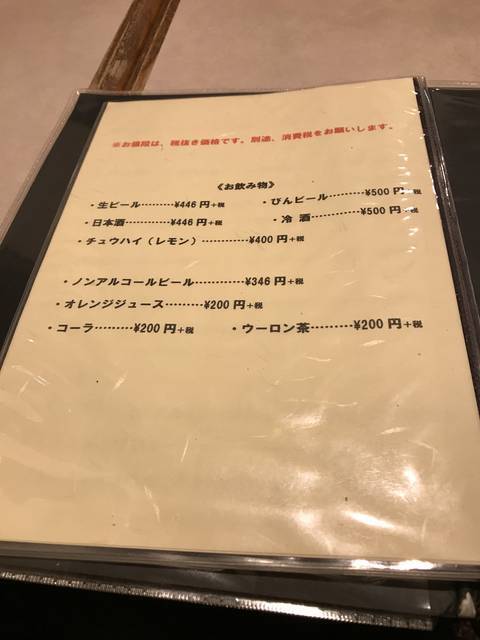 ※お値段は、税抜き価格です。別途、消費税をお願いします。
《お飲み物》
・生ビール………¥446円+税 ・びんビール………¥500円+税
・日本酒…………¥446円+税 ・冷酒……………¥500円+税
・チュウハイ(レモン)……………¥400円+税
・ノンアルコールビール…………¥346円+税
・オレンジジュース………¥200円+税
・コーラ………¥200円+税 ・ウーロン茶…………¥200円+税